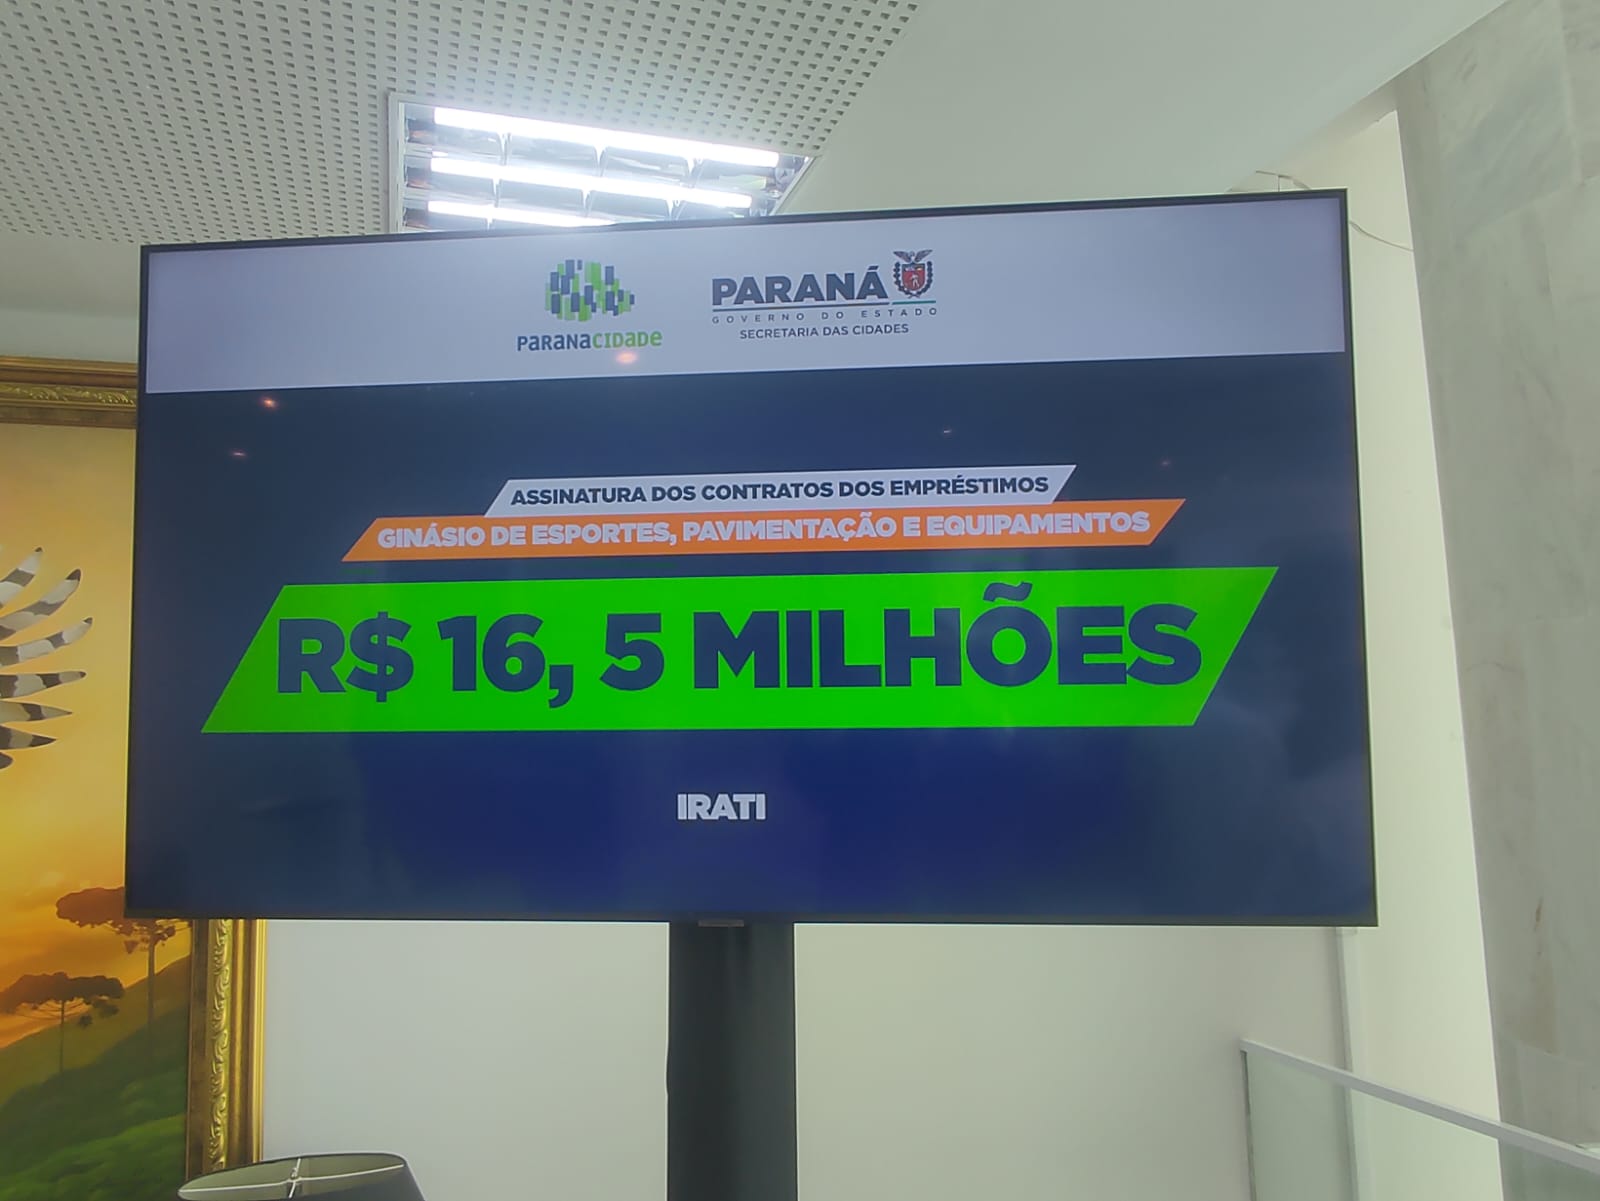 PARANACIDADE
PARANÁ
GOVERNO DO ESTADO
SECRETARIA DAS CIDADES
ASSINATURA DOS CONTRATOS DOS EMPRÉSTIMOS
GINÁSIO DE ESPORTES, PAVIMENTAÇÃO E EQUIPAMENTOS
R$ 16, 5 MILHÕES
IRATI